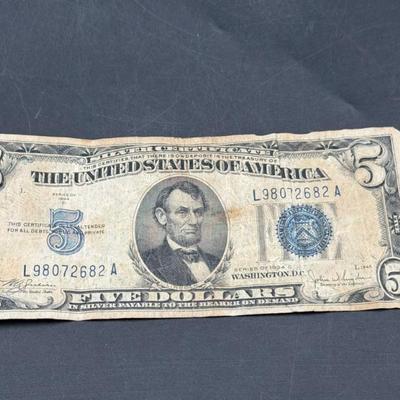 SILVER CERTIFICATE
THIS CERTIFIES THAT THERE IS ON DEPOSIT IN THE TREASURY OF
THE UNITED STATES OF AMERICA
5
5
SERIES OF
1934
L98072682A
THIS CERTIFICATE IS LEGAL TENDER
FOR ALL DEBTS PUBLIC AND PRIVATE
5
FIVE
L98072682A
SERIES OF 1934
WASHINGTON, D.C.
FIVE DOLLARS
IN SILVER PAYABLE TO THE BEARER ON DEMAND